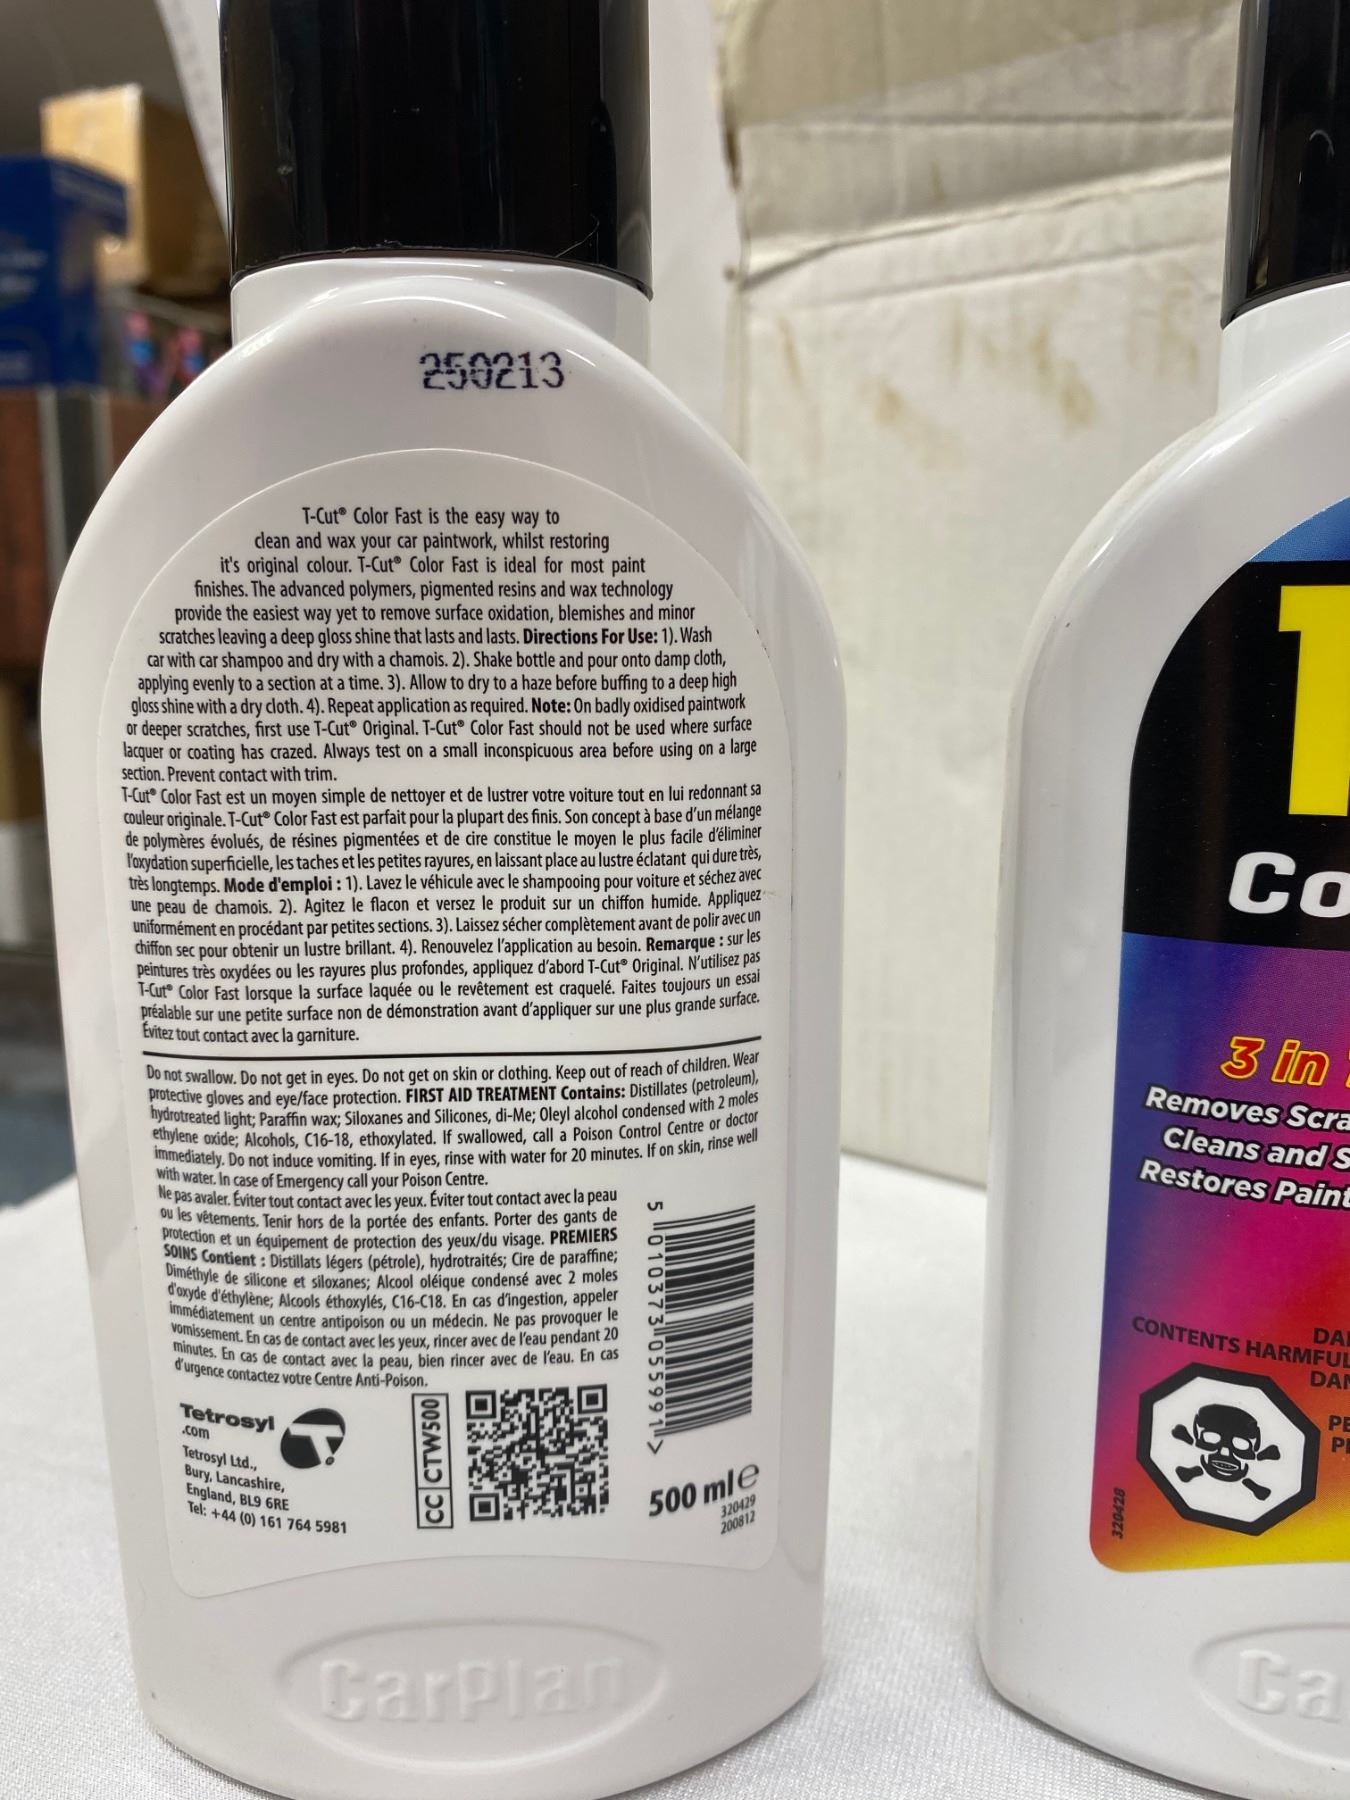 250213
T-Cut® Color Fast is the easy way to
clean and wax your car paintwork, whilst restoring
it's original colour. T-Cut® Color Fast is ideal for most paint
finishes. The advanced polymers, pigmented resins and wax technology
provide the easiest way yet to remove surface oxidation, blemishes and minor
scratches leaving a deep gloss shine that lasts and lasts. Directions For Use: 1). Wash
car with car shampoo and dry with a chamois. 2). Shake bottle and pour onto damp cloth,
applying evenly to a section at a time. 3). Allow to dry to a haze before buffing to a deep high
gloss shine with a dry cloth. 4). Repeat application as required. Note: On badly oxidised paintwork
or deeper scratches, first use T-Cut® Original. T-Cut® Color Fast should not be used where surface
lacquer or coating has crazed. Always test on a small inconspicuous area before using on a large
section. Prevent contact with trim.
T-Cut® Color Fast est un moyen simple de nettoyer et de lustrer votre voiture tout en lui redonnant sa
couleur originale. T-Cut® Color Fast est parfait pour la plupart des finis. Son concept à base d'un mélange
de polymères évolués, de résines pigmentées et de cire constitue le moyen le plus facile d'éliminer
l'oxydation superficielle, les taches et les petites rayures, en laissant place au lustre éclatant qui dure très,
très longtemps. Mode d'emploi : 1). Lavez le véhicule avec le shampooing pour voiture et séchez avec
une peau de chamois. 2). Agitez le flacon et versez le produit sur un chiffon humide. Appliquez
uniformément en procédant par petites sections. 3). Laissez sécher complètement avant de polir avec un
chiffon sec pour obtenir un lustre brillant. 4). Renouvelez l'application au besoin. Remarque : sur les
peintures très oxydées ou les rayures plus profondes, appliquez d'abord T-Cut® Original. N'utilisez pas
T-Cut® Color Fast lorsque la surface laquée ou le revêtement est craquelé. Faites toujours un essai
préalable sur une petite surface non de démonstration avant d'appliquer sur une plus grande surface.
Évitez tout contact avec la garniture.
Do not swallow. Do not get in eyes. Do not get on skin or clothing. Keep out of reach of children. Wear
protective gloves and eye/face protection. FIRST AID TREATMENT Contains: Distillates (petroleum),
hydrotreated light; Paraffin wax; Siloxanes and Silicones, di-Me; Oleyl alcohol condensed with 2 moles
ethylene oxide; Alcohols, C16-18, ethoxylated. If swallowed, call a Poison Control Centre or doctor
immediately. Do not induce vomiting. If in eyes, rinse with water for 20 minutes. If on skin, rinse well
with water. In case of Emergency call your Poison Centre.
Ne pas avaler. Éviter tout contact avec les yeux. Éviter tout contact avec la peau
ou les vêtements. Tenir hors de la portée des enfants. Porter des gants de
protection et un équipement de protection des yeux/du visage. PREMIERS
SOINS Contient : Distillats légers (pétrole), hydrotraités; Cire de paraffine;
Diméthyle de silicone et siloxanes; Alcool oléique condensé avec 2 moles
d'oxyde d'éthylène; Alcools éthoxylés, C16-C18. En cas d'ingestion, appeler
immédiatement un centre antipoison ou un médecin. Ne pas provoquer le
vomissement. En cas de contact avec les yeux, rincer avec de l'eau pendant 20
minutes. En cas de contact avec la peau, bien rincer avec de l'eau. En cas
d'urgence contactez votre Centre Anti-Poison.
5 010373 055991 >
Tetrosyl
.com
Tetrosyl Ltd.,
Bury, Lancashire,
England, BL9 6RE
Tel: +44 (0) 161 764 5981
CC CTW500
500 ml e
320429
200812
CarPlan
Co
3 in
Removes Scra
Cleans and S
Restores Paint
DAN
CONTENTS HARMFUL
DAN
PE
320428
Ca